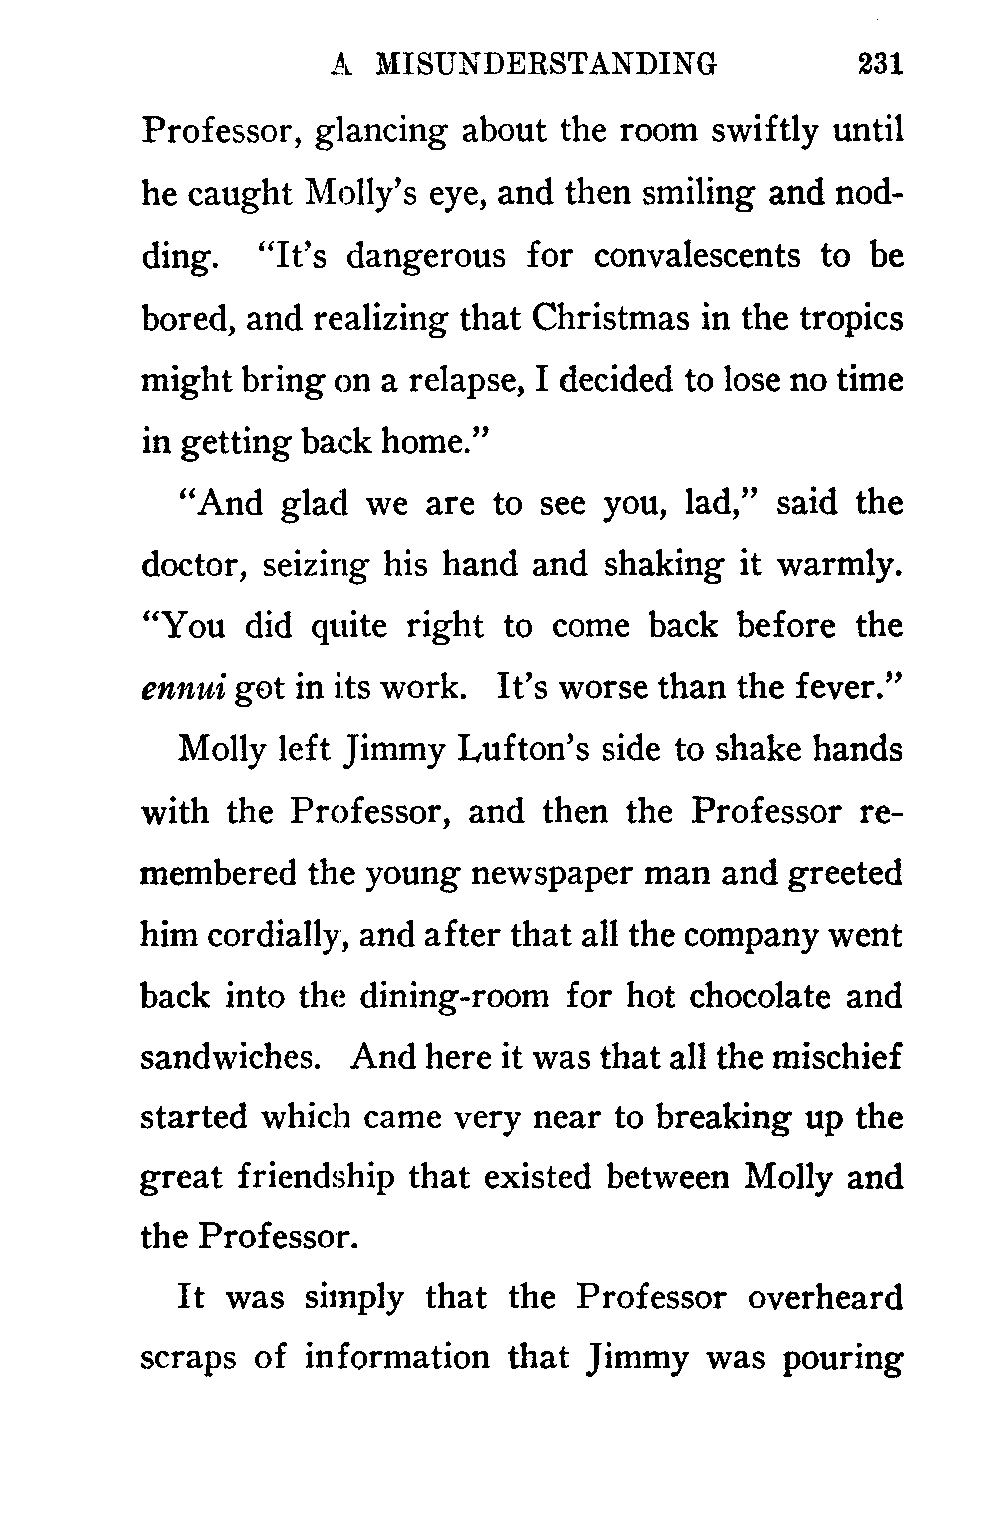 A MISUNDERSTANDING 231
Professor, glancing about the room swiftly until
he caught Molly's eye, and then smiling and nod-
ding. "It's dangerous for convalescents to be
bored, and realizing that Christmas in the tropics
might bring on a relapse, I decided to lose no time
in getting back home."
"And glad we are to see you, lad," said the
doctor, seizing his hand and shaking it warmly.
"You did quite right to come back before the
ennui got in its work. It's worse than the fever."
Molly left Jimmy Lufton's side to shake hands
with the Professor, and then the Professor re-
membered the young newspaper man and greeted
him cordially, and after that all the company went
back into the dining-room for hot chocolate and
sandwiches. And here it was that all the mischief
started which came very near to breaking up the
great friendship that existed between Molly and
the Professor.
It was simply that the Professor overheard
scraps of information that Jimmy was pouring